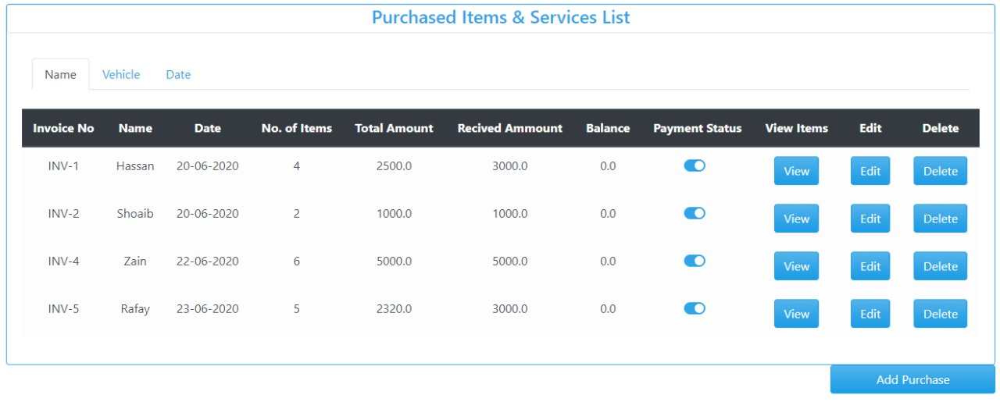 Purchased Items & Services List
Name Vehicle Date
Invoice No Name Date No. of Items Total Amount Recived Ammount Balance Payment Status View Items Edit Delete
INV-1 Hassan 20-06-2020 4 2500.0 3000.0 0.0 View Edit Delete
INV-2 Shoaib 20-06-2020 2 1000.0 1000.0 0.0 View Edit Delete
INV-4 Zain 22-06-2020 6 5000.0 5000.0 0.0 View Edit Delete
INV-5 Rafay 23-06-2020 5 2320.0 3000.0 0.0 View Edit Delete
Add Purchase